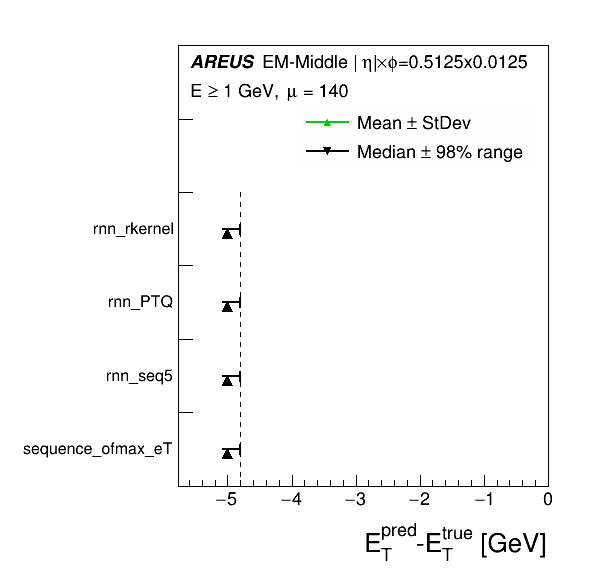 AREUS EM-Middle | η|×ϕ=0.5125x0.0125
E ≥ 1 GeV, μ = 140
Mean ± StDev
Median ± 98% range
rnn_rkernel
rnn_PTQ
rnn_seq5
sequence_ofmax_eT
−5 −4 −3 −2 −1 0
E_T^pred-E_T^true [GeV]